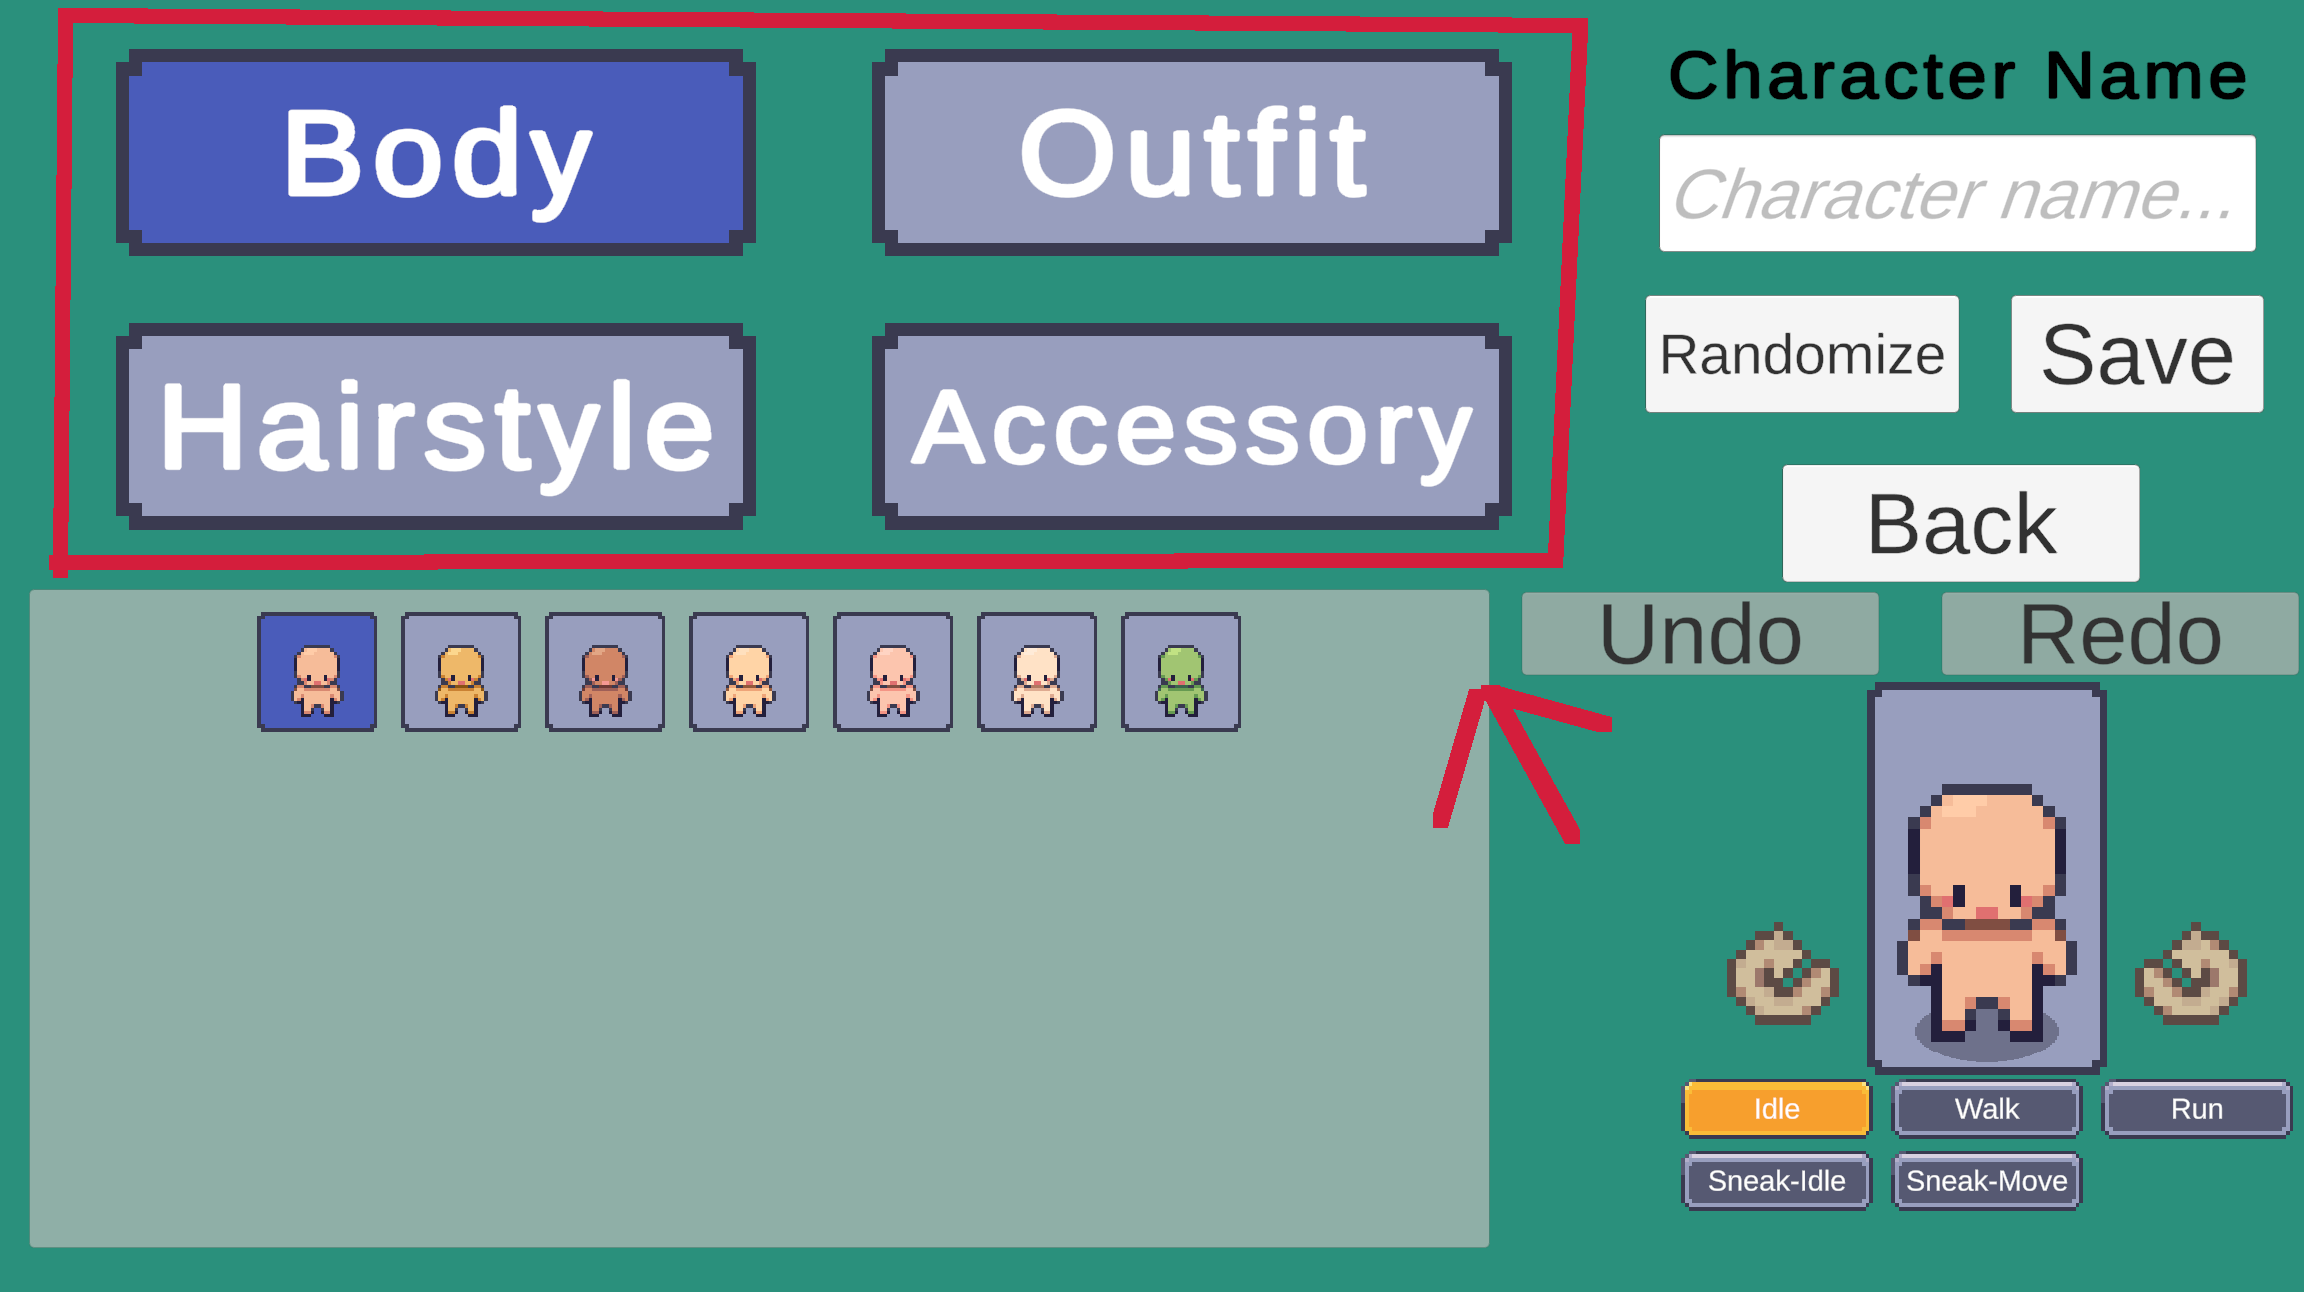 Body
Outfit
Hairstyle
Accessory
Character Name
Character name...
Randomize
Save
Back
Undo
Redo
Idle
Walk
Run
Sneak-Idle
Sneak-Move